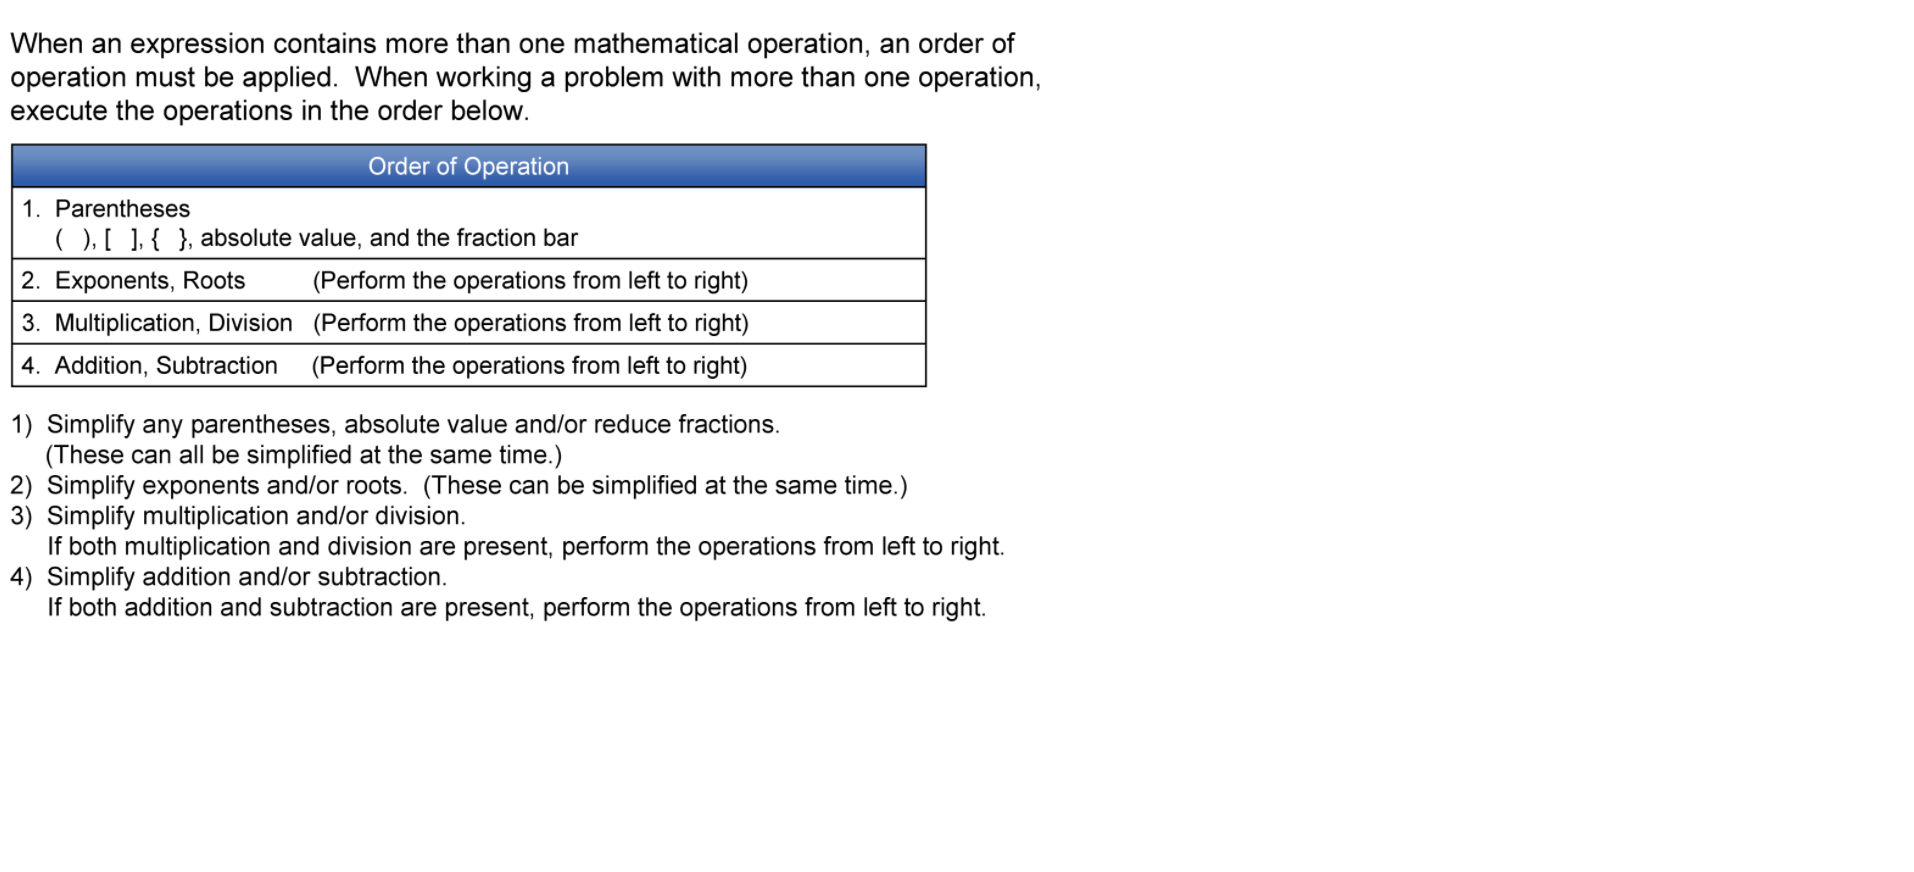 When an expression contains more than one mathematical operation, an order of
operation must be applied.  When working a problem with more than one operation,
execute the operations in the order below.
Order of Operation
1.  Parentheses
(  ), [  ], {  }, absolute value, and the fraction bar
2.  Exponents, Roots (Perform the operations from left to right)
3.  Multiplication, Division (Perform the operations from left to right)
4.  Addition, Subtraction (Perform the operations from left to right)
1)  Simplify any parentheses, absolute value and/or reduce fractions.
(These can all be simplified at the same time.)
2)  Simplify exponents and/or roots.  (These can be simplified at the same time.)
3)  Simplify multiplication and/or division.
If both multiplication and division are present, perform the operations from left to right.
4)  Simplify addition and/or subtraction.
If both addition and subtraction are present, perform the operations from left to right.